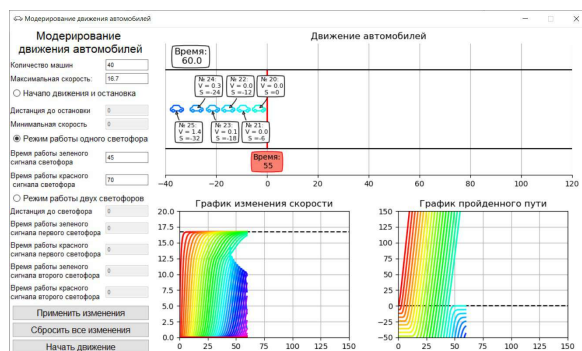 Модерирование движения автомобилей
Модерирование
движения автомобилей
Количество машин 40
Максимальная скорость: 16.7
Начало движения и остановка
Дистанция до остановки 0
Минимальная скорость 0
Режим работы одного светофора
Время работы зеленого
сигнала светофора 45
Время работы красного
сигнала светофора 70
Режим работы двух светофоров
Дистанция до светофора 0
Время работы зеленого
сигнала первого светофора 0
Время работы красного
сигнала первого светофора 0
Время работы зеленого
сигнала второго светофора 0
Время работы красного
сигнала второго светофора 0
Применить изменения
Сбросить все изменения
Начать движение
Движение автомобилей
Время:
60.0
№ 24:
V = 0.3
S =-24
№ 22:
V = 0.0
S =-12
№ 20:
V = 0.0
S =0
№ 25:
V = 1.4
S =-32
№ 23:
V = 0.1
S =-18
№ 21:
V = 0.0
S =-6
Время:
55
−40 −20 0 20 40 60 80 100 120
График изменения скорости
20.0
17.5
15.0
12.5
10.0
7.5
5.0
2.5
0.0
0 25 50 75 100 125 150
График пройденного пути
150
125
100
75
50
25
0
−25
−50
0 25 50 75 100 125 150